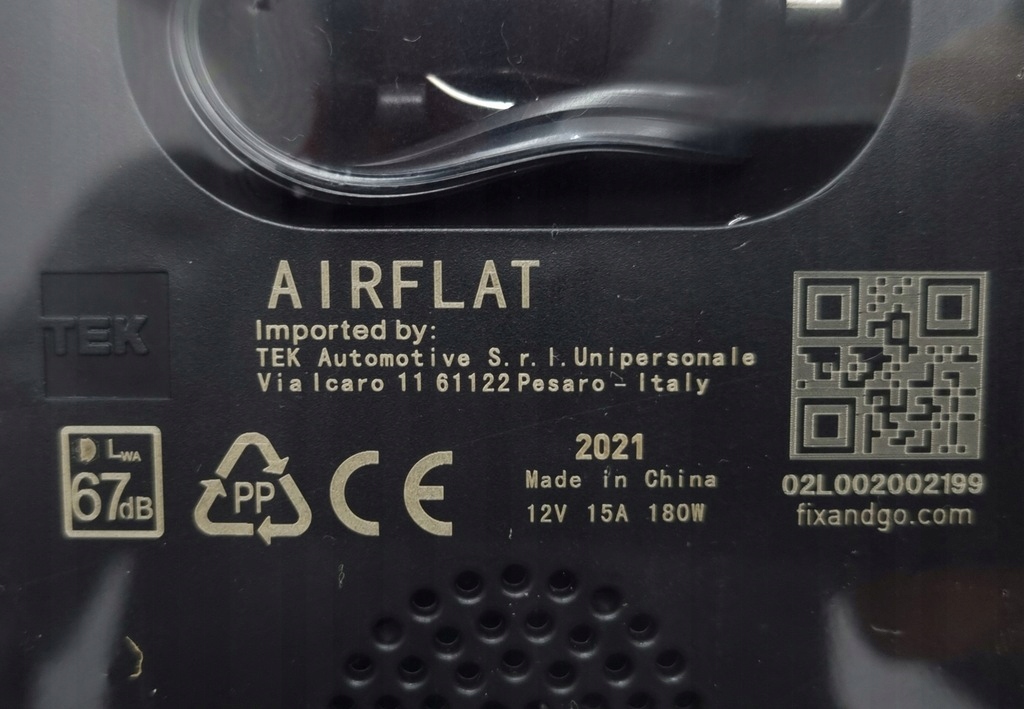 AIRFLAT
TEK
Imported by:
TEK Automotive S.r.l. Unipersonale
Via Icaro 11 61122 Pesaro - Italy
LWA
67dB
PP
CE
2021
Made in China
12V 15A 180W
02L002002199
fixandgo.com